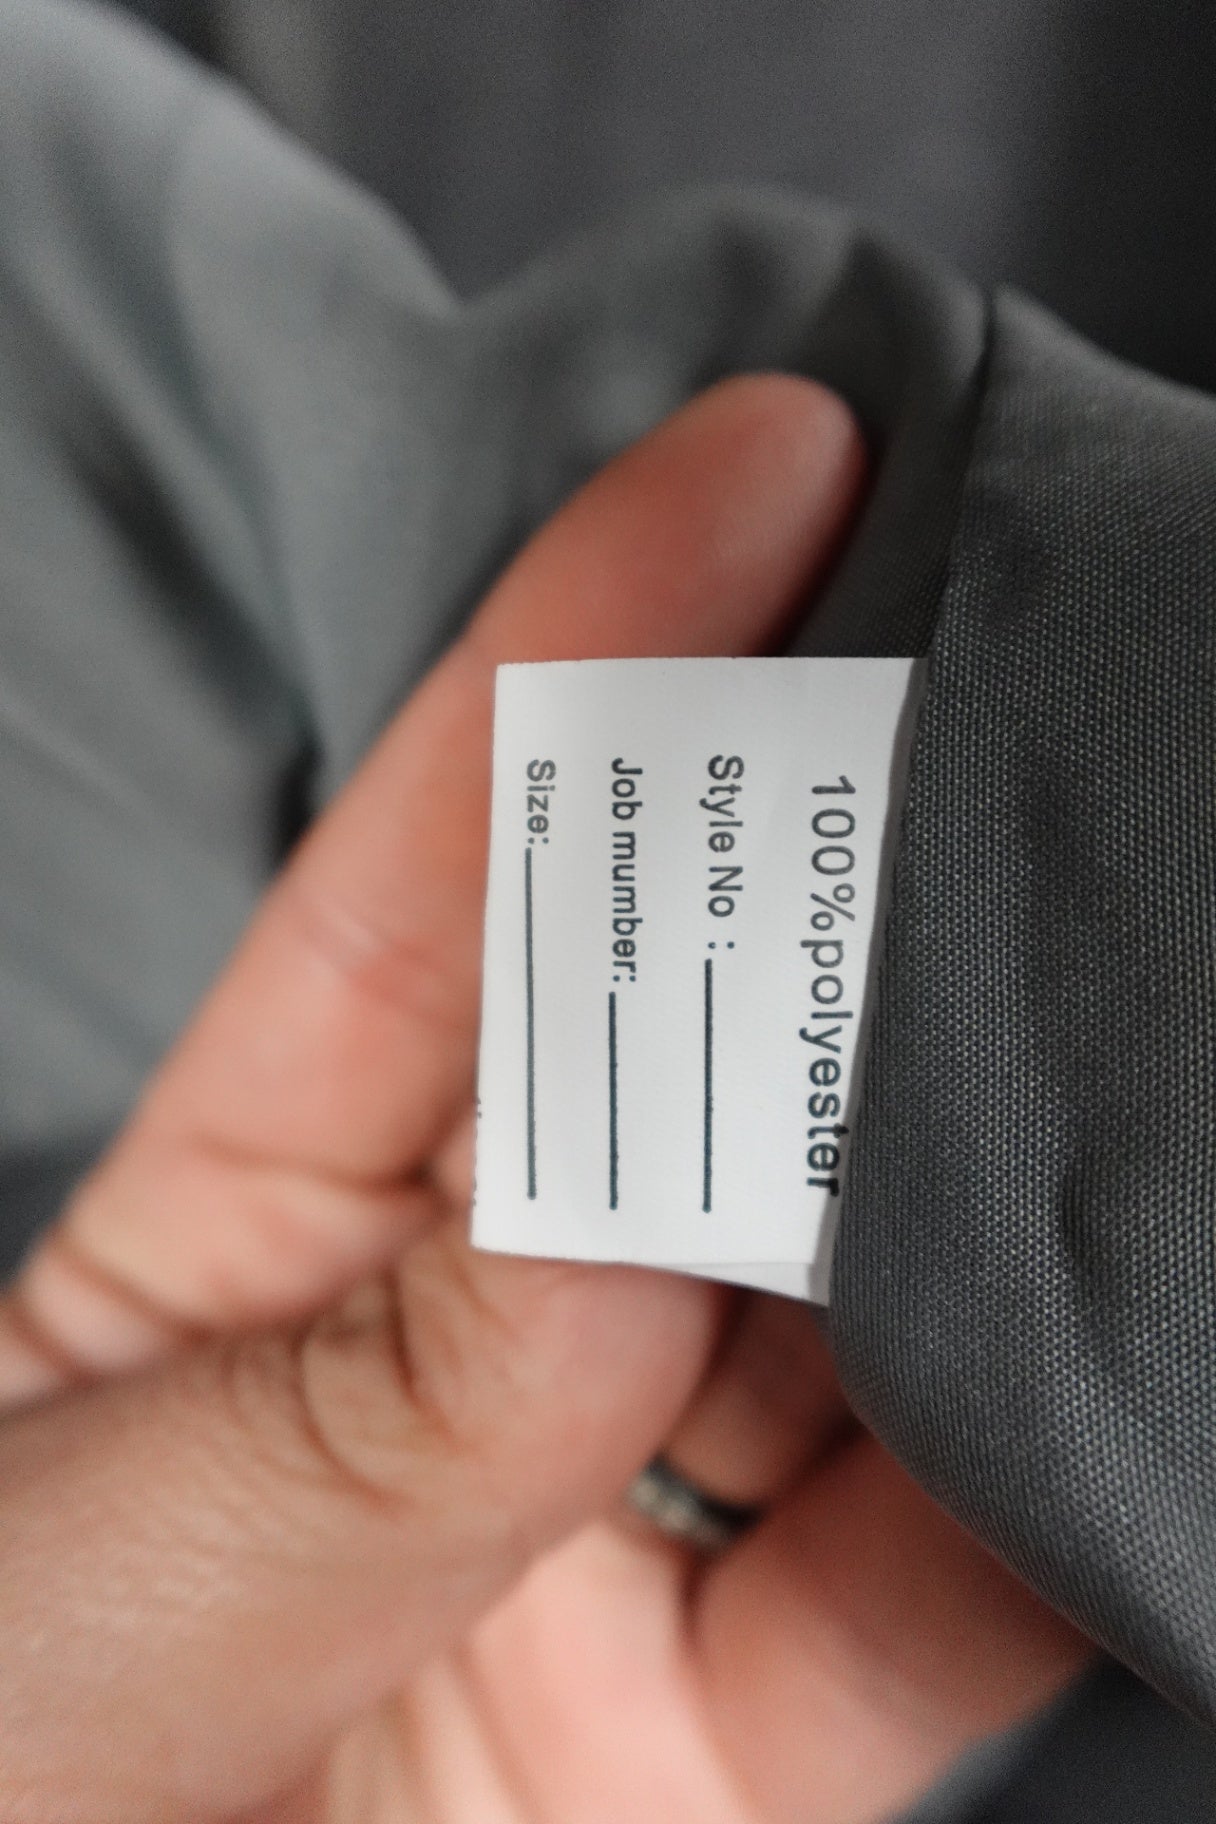 100%polyester
Style No :
Job mumber:
Size: